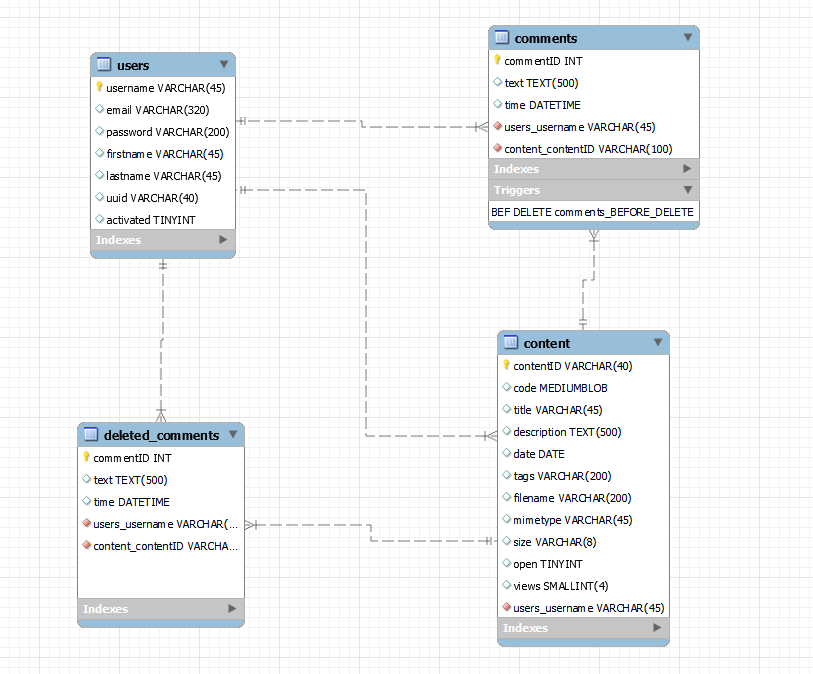 users
username VARCHAR(45)
email VARCHAR(320)
password VARCHAR(200)
firstname VARCHAR(45)
lastname VARCHAR(45)
uuid VARCHAR(40)
activated TINYINT
Indexes
comments
commentID INT
text TEXT(500)
time DATETIME
users_username VARCHAR(45)
content_contentID VARCHAR(100)
Indexes
Triggers
BEF DELETE comments_BEFORE_DELETE
deleted_comments
commentID INT
text TEXT(500)
time DATETIME
users_username VARCHAR(...
content_contentID VARCHA...
Indexes
content
contentID VARCHAR(40)
code MEDIUMBLOB
title VARCHAR(45)
description TEXT(500)
date DATE
tags VARCHAR(200)
filename VARCHAR(200)
mimetype VARCHAR(45)
size VARCHAR(8)
open TINYINT
views SMALLINT(4)
users_username VARCHAR(45)
Indexes